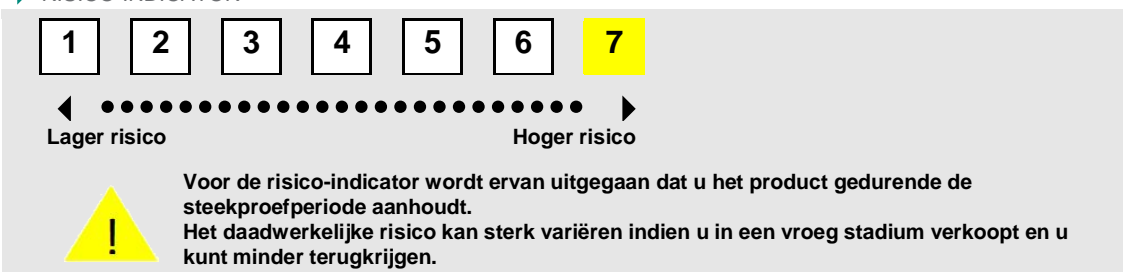 RISICO-INDICATOR
1 2 3 4 5 6 7
Lager risico Hoger risico
!
Voor de risico-indicator wordt ervan uitgegaan dat u het product gedurende de
steekproefperiode aanhoudt.
Het daadwerkelijke risico kan sterk variëren indien u in een vroeg stadium verkoopt en u
kunt minder terugkrijgen.